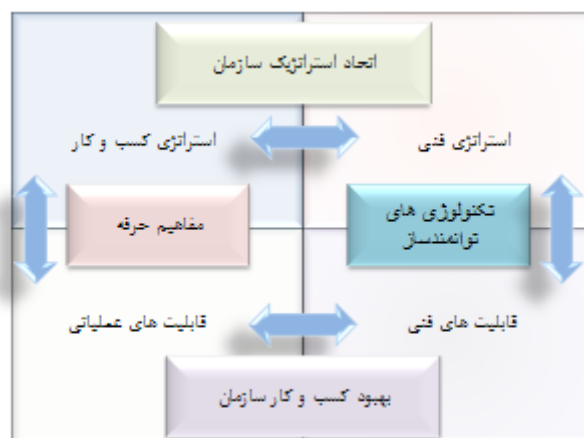 اتحاد استراتژیک سازمان
استراتژی فنی
استراتژی کسب و کار
تکنولوژی های
توانمندساز
مفاهیم حرفه
قابلیت های فنی
قابلیت های عملیاتی
بهبود کسب و کار سازمان